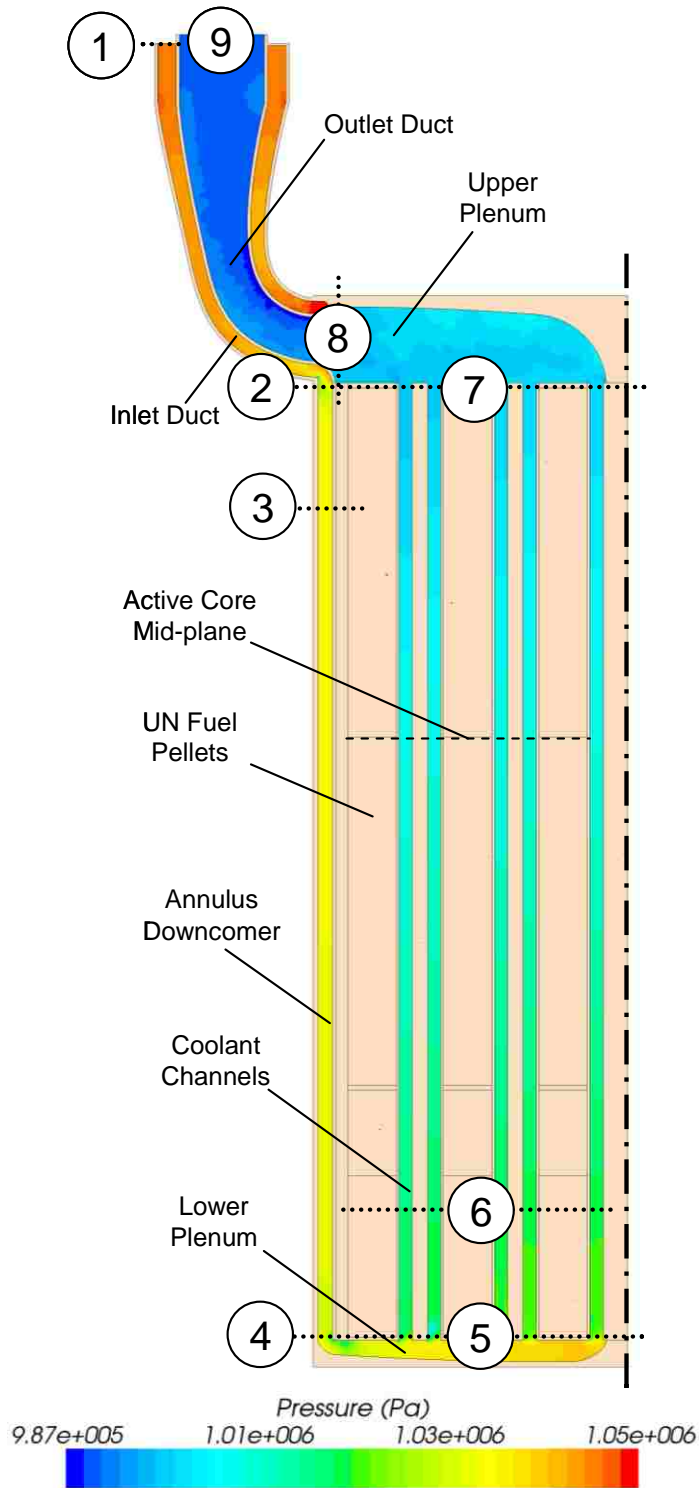 1
9
Outlet Duct
Upper
Plenum
8
2
7
Inlet Duct
3
Active Core
Mid-plane
UN Fuel
Pellets
Annulus
Downcomer
Coolant
Channels
6
Lower
Plenum
4
5
Pressure (Pa)
9.87e+005 1.01e+006 1.03e+006 1.05e+006